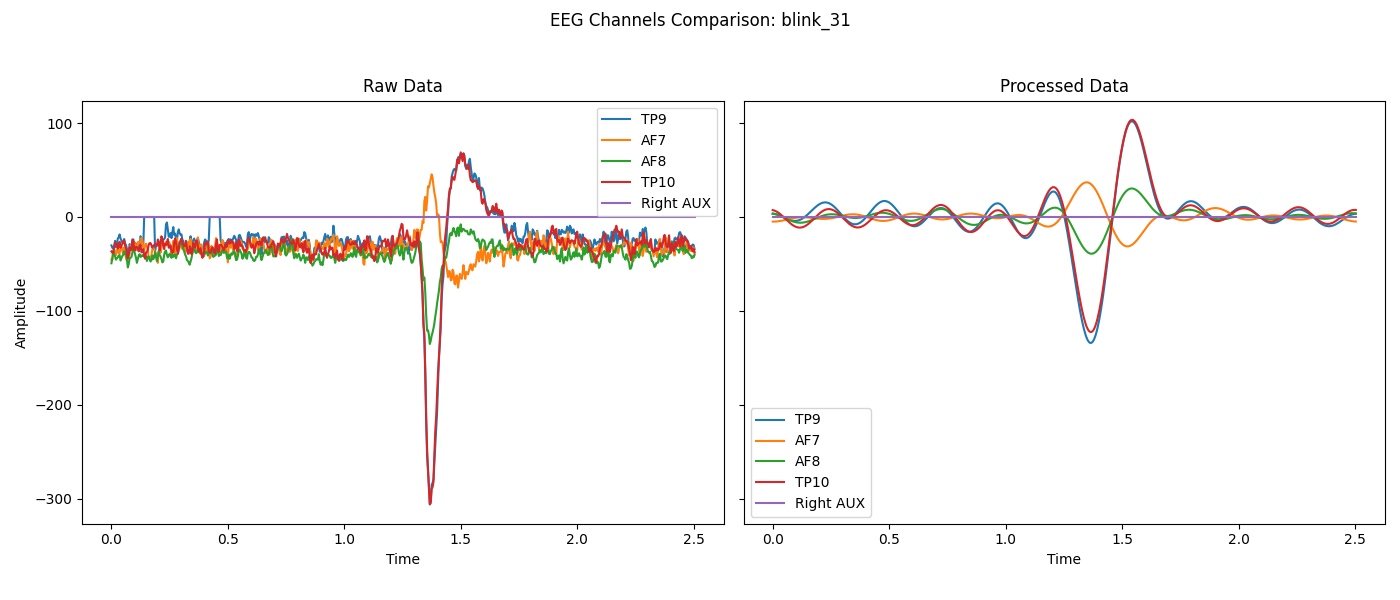 EEG Channels Comparison: blink_31
Raw Data
Processed Data
Amplitude
100
0
−100
−200
−300
TP9
AF7
AF8
TP10
Right AUX
TP9
AF7
AF8
TP10
Right AUX
0.0 0.5 1.0 1.5 2.0 2.5
0.0 0.5 1.0 1.5 2.0 2.5
Time
Time